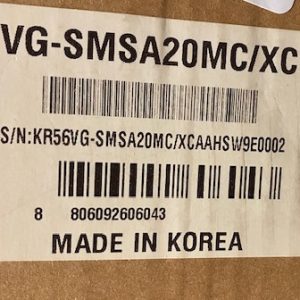 VG-SMSA20MC/XC
S/N:KR56VG-SMSA20MC/XCAAHSW9E0002
8 806092606043
MADE IN KOREA